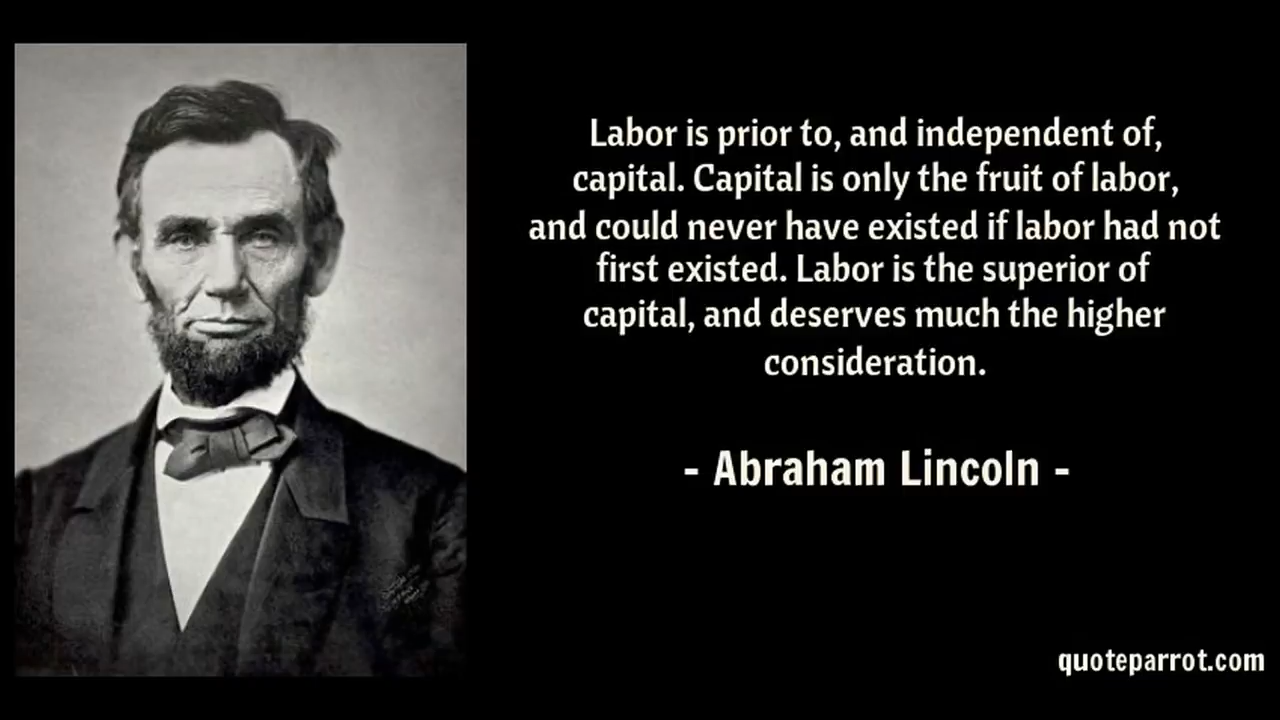 Labor is prior to, and independent of,
capital. Capital is only the fruit of labor,
and could never have existed if labor had not
first existed. Labor is the superior of
capital, and deserves much the higher
consideration.
- Abraham Lincoln -
quoteparrot.com